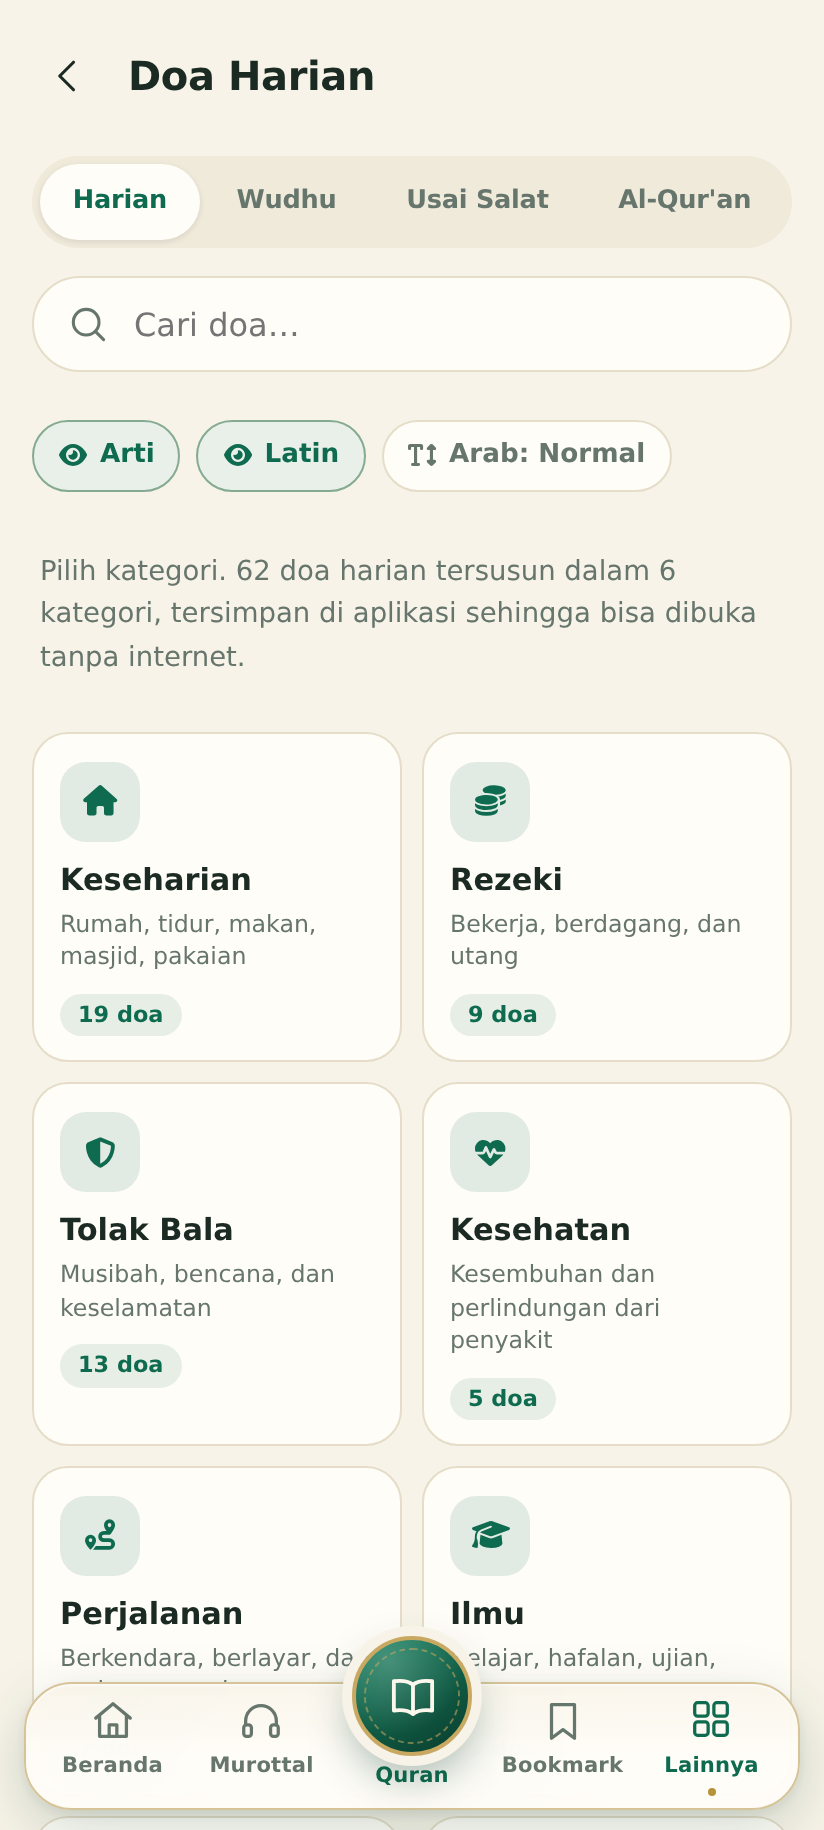 Doa Harian
Harian
Wudhu
Usai Salat
Al-Qur'an
Cari doa...
Arti
Latin
Arab: Normal
Pilih kategori. 62 doa harian tersusun dalam 6
kategori, tersimpan di aplikasi sehingga bisa dibuka
tanpa internet.
Keseharian
Rumah, tidur, makan,
masjid, pakaian
19 doa
Rezeki
Bekerja, berdagang, dan
utang
9 doa
Tolak Bala
Musibah, bencana, dan
keselamatan
13 doa
Kesehatan
Kesembuhan dan
perlindungan dari
penyakit
5 doa
Perjalanan
Berkendara, berlayar, da
Ilmu
elajar, hafalan, ujian,
Beranda
Murottal
Quran
Bookmark
Lainnya